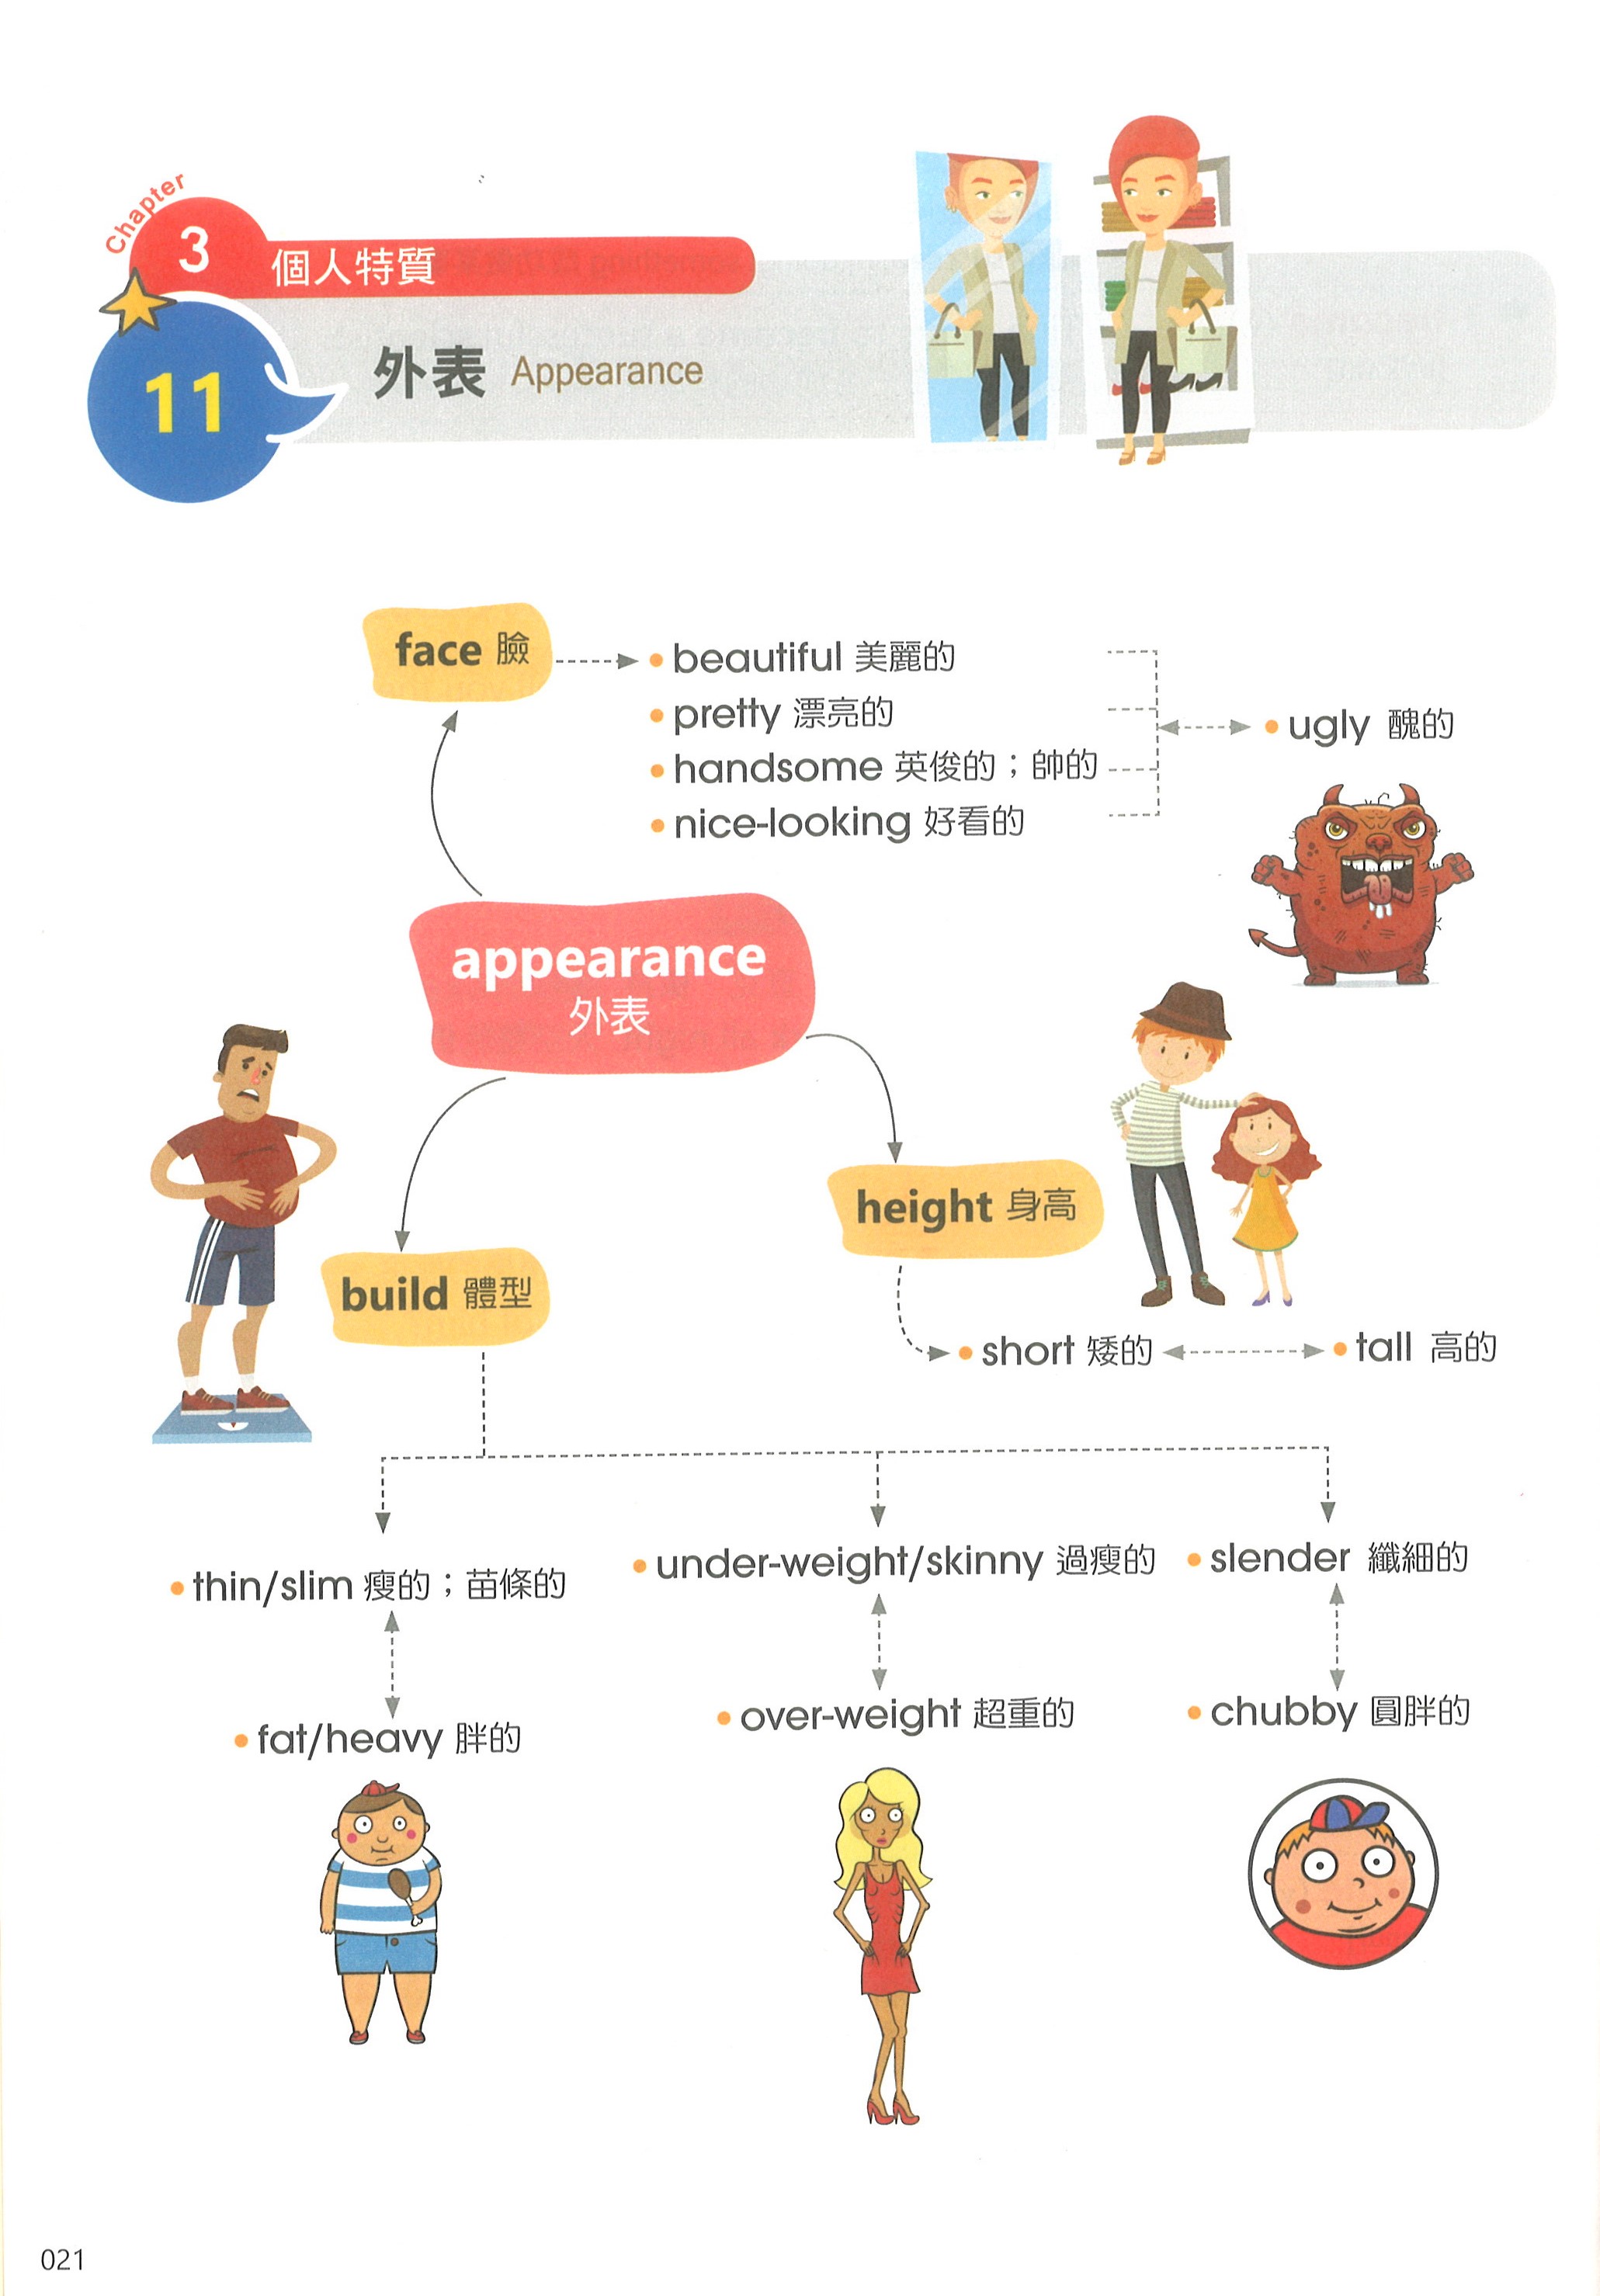 Chapter
3
個人特質
11
外表 Appearance
face 臉
beautiful 美麗的
pretty 漂亮的
handsome 英俊的；帥的
nice-looking 好看的
ugly 醜的
appearance
外表
height 身高
build 體型
short 矮的
tall 高的
thin/slim 瘦的；苗條的
under-weight/skinny 過瘦的
slender 纖細的
fat/heavy 胖的
over-weight 超重的
chubby 圓胖的
021